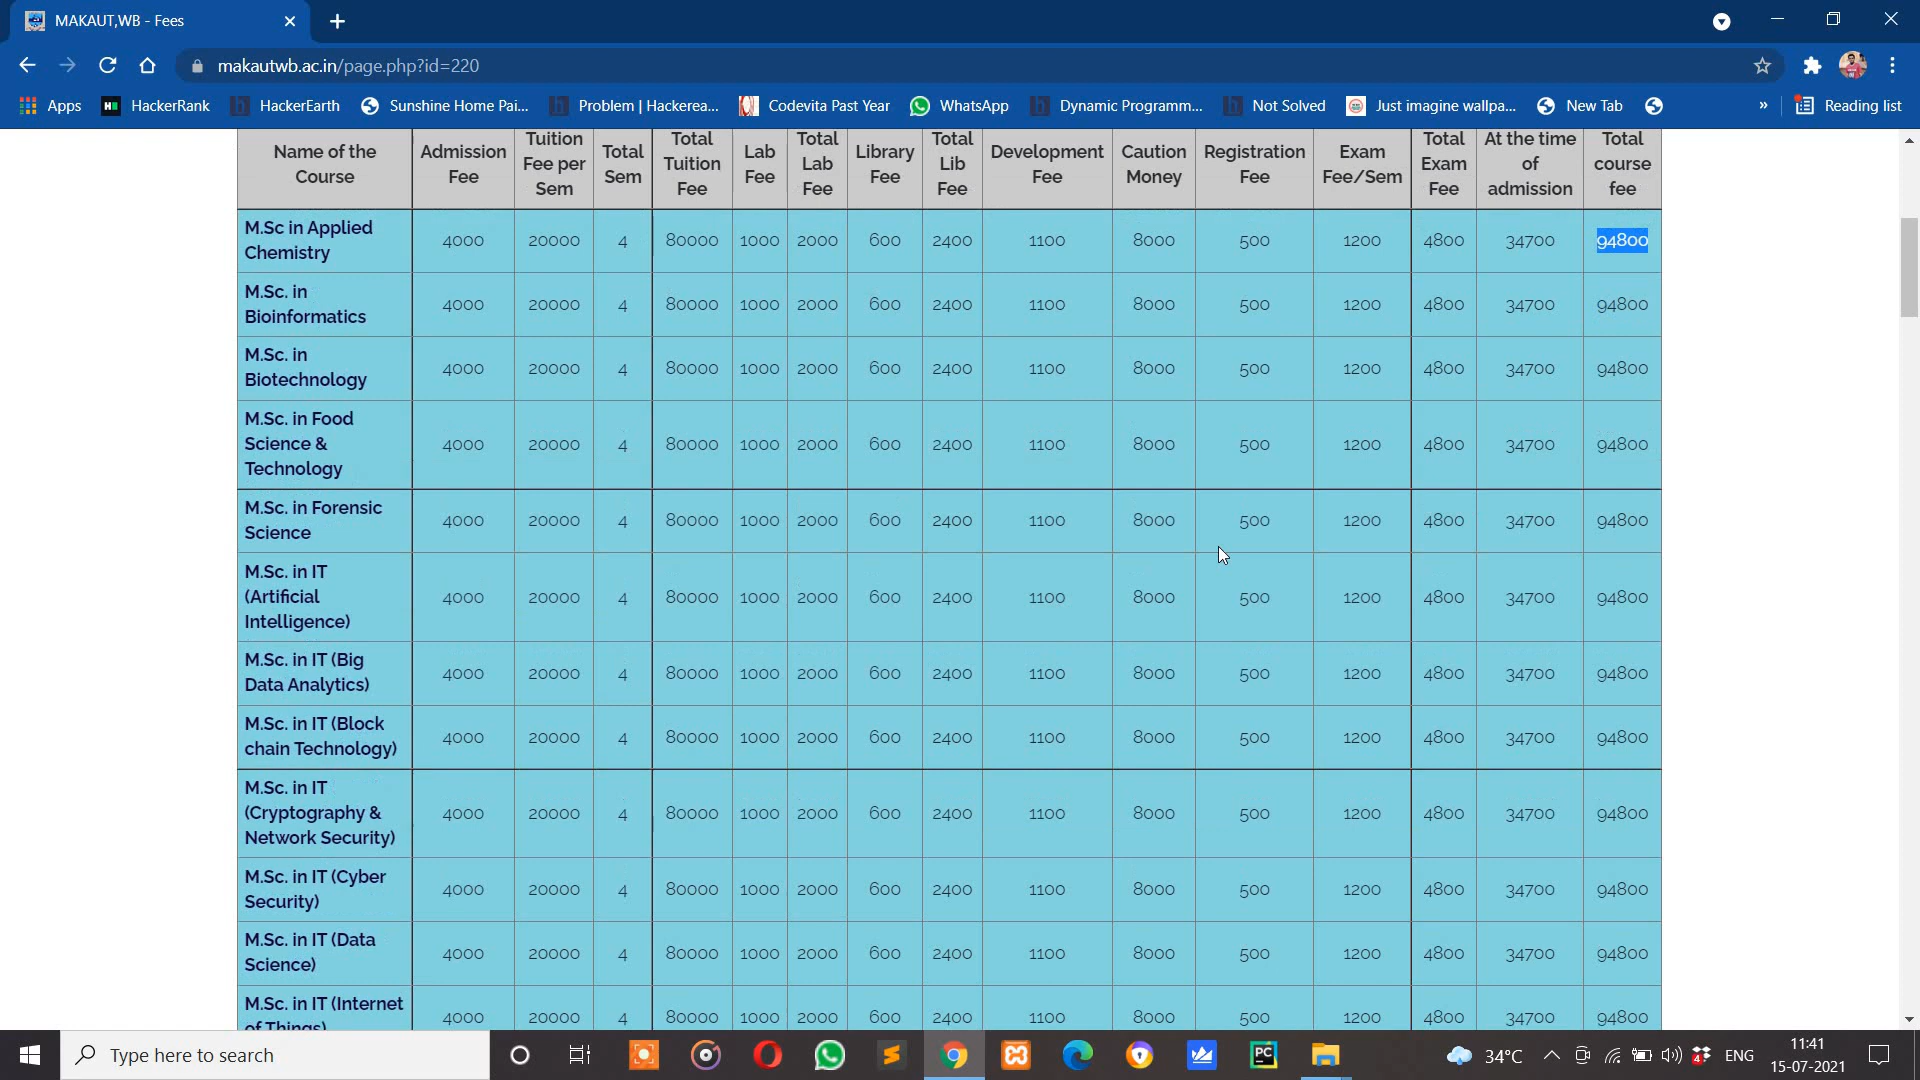 MAKAUT,WB - Fees
makautwb.ac.in/page.php?id=220
Apps HackerRank HackerEarth Sunshine Home Pai... Problem | Hackerea... Codevita Past Year WhatsApp Dynamic Programm... Not Solved Just imagine wallpa... New Tab » Reading list
Name of the Course Admission Fee Tuition Fee per Sem Total Sem Total Tuition Fee Lab Fee Total Lab Fee Library Fee Total Lib Fee Development Fee Caution Money Registration Fee Exam Fee/Sem Total Exam Fee At the time of admission Total course fee
M.Sc in Applied Chemistry 4000 20000 4 80000 1000 2000 600 2400 1100 8000 500 1200 4800 34700 94800
M.Sc. in Bioinformatics 4000 20000 4 80000 1000 2000 600 2400 1100 8000 500 1200 4800 34700 94800
M.Sc. in Biotechnology 4000 20000 4 80000 1000 2000 600 2400 1100 8000 500 1200 4800 34700 94800
M.Sc. in Food Science & Technology 4000 20000 4 80000 1000 2000 600 2400 1100 8000 500 1200 4800 34700 94800
M.Sc. in Forensic Science 4000 20000 4 80000 1000 2000 600 2400 1100 8000 500 1200 4800 34700 94800
M.Sc. in IT (Artificial Intelligence) 4000 20000 4 80000 1000 2000 600 2400 1100 8000 500 1200 4800 34700 94800
M.Sc. in IT (Big Data Analytics) 4000 20000 4 80000 1000 2000 600 2400 1100 8000 500 1200 4800 34700 94800
M.Sc. in IT (Block chain Technology) 4000 20000 4 80000 1000 2000 600 2400 1100 8000 500 1200 4800 34700 94800
M.Sc. in IT (Cryptography & Network Security) 4000 20000 4 80000 1000 2000 600 2400 1100 8000 500 1200 4800 34700 94800
M.Sc. in IT (Cyber Security) 4000 20000 4 80000 1000 2000 600 2400 1100 8000 500 1200 4800 34700 94800
M.Sc. in IT (Data Science) 4000 20000 4 80000 1000 2000 600 2400 1100 8000 500 1200 4800 34700 94800
M.Sc. in IT (Internet of Things) 4000 20000 4 80000 1000 2000 600 2400 1100 8000 500 1200 4800 34700 94800
Type here to search PC 34°C 4 ENG 11:41
15-07-2021